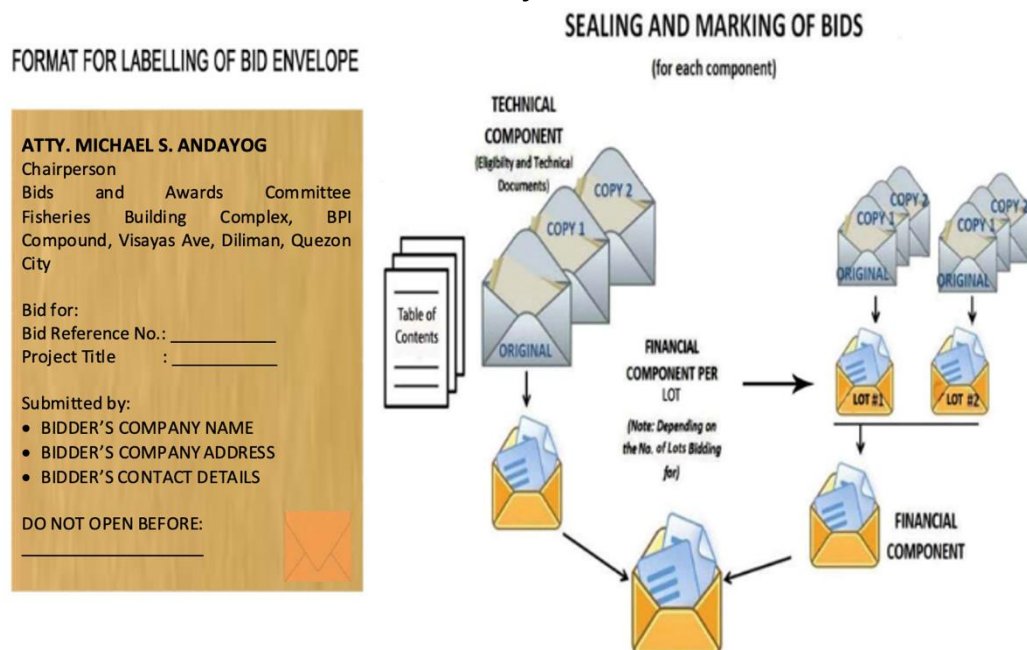 SEALING AND MARKING OF BIDS
(for each component)
FORMAT FOR LABELLING OF BID ENVELOPE
ATTY. MICHAEL S. ANDAYOG
Chairperson
Bids and Awards Committee
Fisheries Building Complex, BPI
Compound, Visayas Ave, Diliman, Quezon
City
Bid for:
Bid Reference No.: ___________
Project Title : ___________
Submitted by:
• BIDDER'S COMPANY NAME
• BIDDER'S COMPANY ADDRESS
• BIDDER'S CONTACT DETAILS
DO NOT OPEN BEFORE:
___________________
TECHNICAL
COMPONENT
(Eligibilty and Technical
Documents)
COPY 2
COPY 1
ORIGINAL
Table of
Contents
FINANCIAL
COMPONENT PER
LOT
(Note: Depending on
the No. of Lots Bidding
for)
COPY 2
COPY 1
ORIGINAL
COPY 2
COPY 1
ORIGINAL
LOT #1
LOT #2
FINANCIAL
COMPONENT